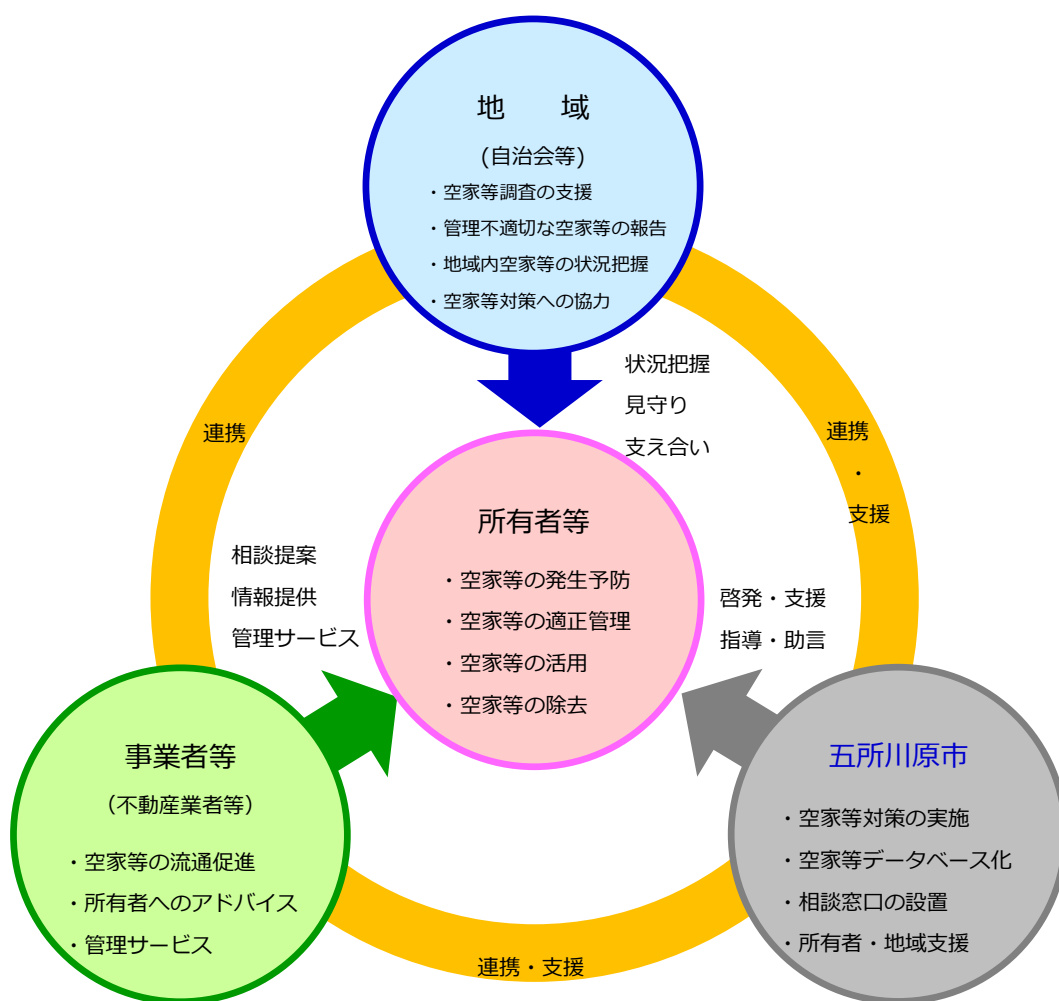 地　域
(自治会等)
・空家等調査の支援
・管理不適切な空家等の報告
・地域内空家等の状況把握
・空家等対策への協力
状況把握
見守り
支え合い
連携
連携
・
支援
所有者等
・空家等の発生予防
・空家等の適正管理
・空家等の活用
・空家等の除去
相談提案
情報提供
管理サービス
啓発・支援
指導・助言
事業者等
（不動産業者等）
・空家等の流通促進
・所有者へのアドバイス
・管理サービス
五所川原市
・空家等対策の実施
・空家等データベース化
・相談窓口の設置
・所有者・地域支援
連携・支援